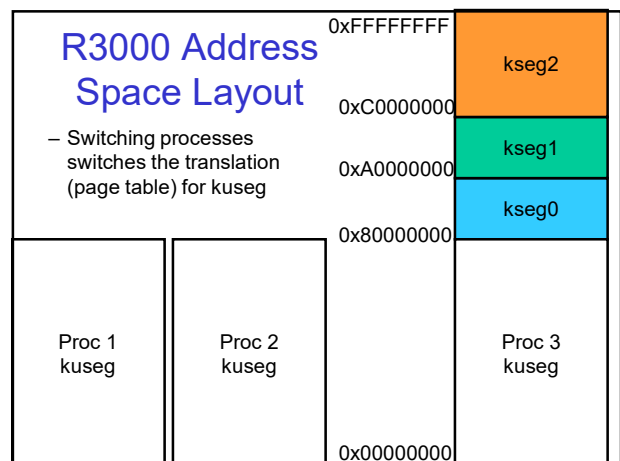 R3000 Address
Space Layout
– Switching processes
switches the translation
(page table) for kuseg
0xFFFFFFFF
kseg2
0xC0000000
kseg1
0xA0000000
kseg0
0x80000000
Proc 1
kuseg
Proc 2
kuseg
Proc 3
kuseg
0x00000000